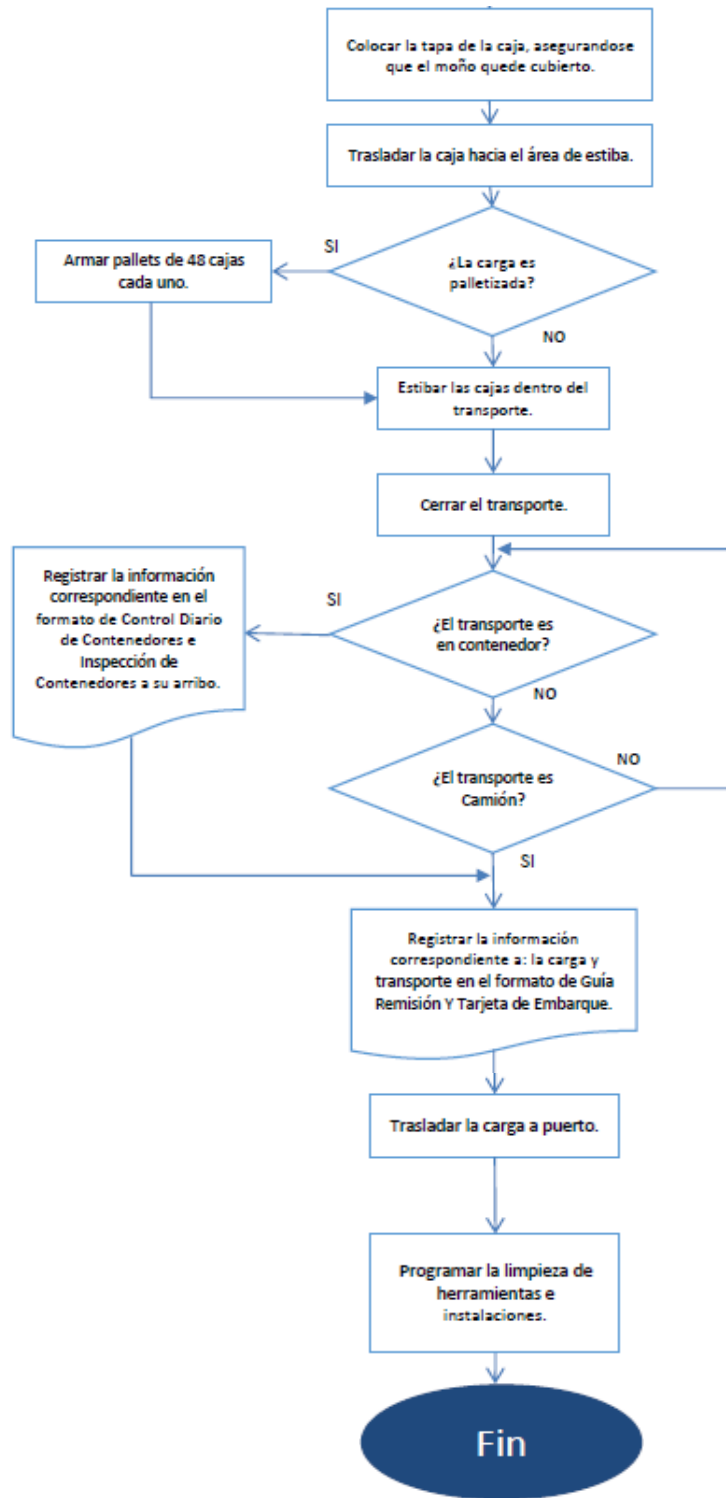 Colocar la tapa de la caja, asegurandose
que el moño quede cubierto.
Trasladar la caja hacia el área de estiba.
SI
Armar pallets de 48 cajas
cada uno.
¿La carga es
palletizada?
NO
Estibar las cajas dentro del
transporte.
Cerrar el transporte.
Registrar la información
correspondiente en el
formato de Control Diario
de Contenedores e
Inspección de
Contenedores a su arribo.
SI
¿El transporte es
en contenedor?
NO
¿El transporte es
Camión?
NO
SI
Registrar la información
correspondiente a: la carga y
transporte en el formato de Guía
Remisión Y Tarjeta de Embarque.
Trasladar la carga a puerto.
Programar la limpieza de
herramientas e
instalaciones.
Fin